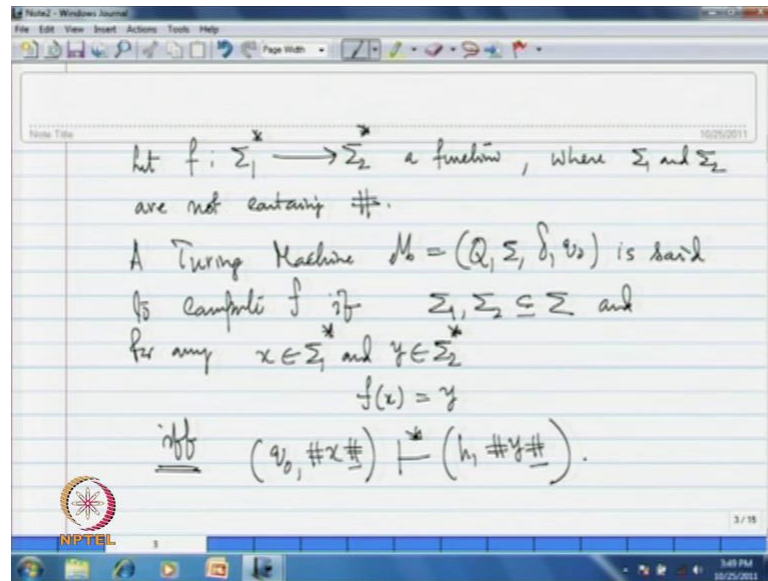 Note2 - Windows Journal
File Edit View Insert Actions Tools Help
Page Width
Note Title
10/25/2011
Let f : Σ₁* ⟶ Σ₂* a function, where Σ₁ and Σ₂
are not containing #.
A Turing Machine M = (Q, Σ, δ, q₀) is said
to compute f if Σ₁, Σ₂ ⊆ Σ and
for any x ∈ Σ₁* and y ∈ Σ₂*
f(x) = y
iff (q₀, #x#̲) ⊢* (h, #y#̲).
3 / 15
NPTEL
3
3:49 PM
10/25/2011